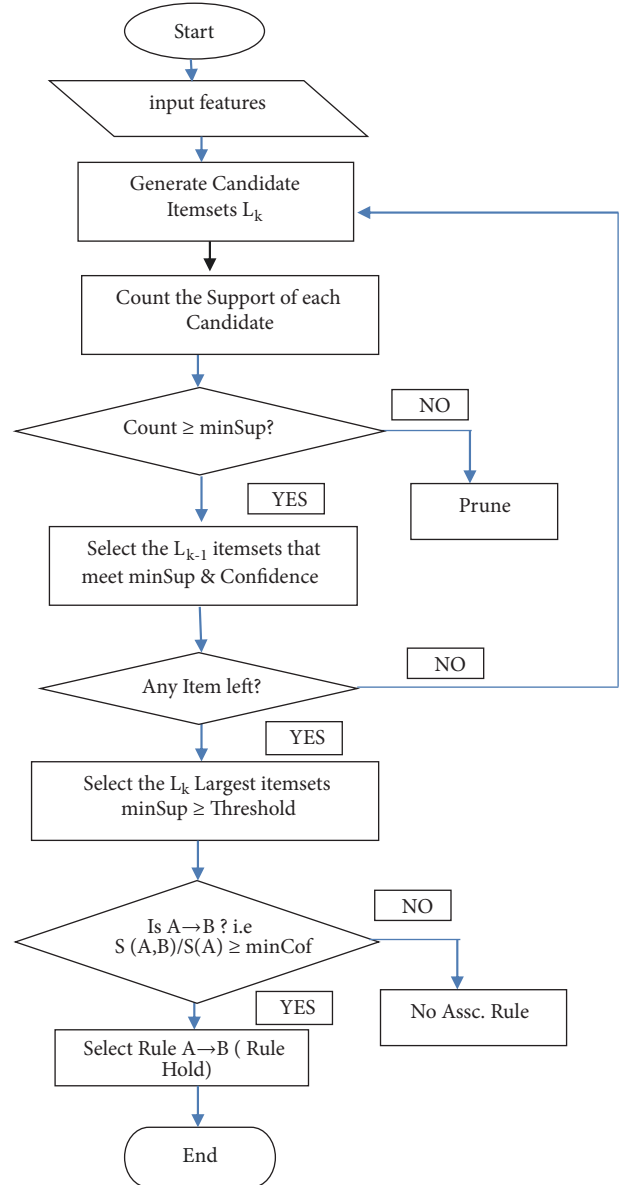 Start
input features
Generate Candidate
Itemsets Lk
Count the Support of each
Candidate
NO
Count ≥ minSup?
YES
Prune
Select the Lk-1 itemsets that
meet minSup & Confidence
NO
Any Item left?
YES
Select the Lk Largest itemsets
minSup ≥ Threshold
NO
Is A→B ? i.e
S (A,B)/S(A) ≥ minCof
YES
No Assc. Rule
Select Rule A→B ( Rule
Hold)
End